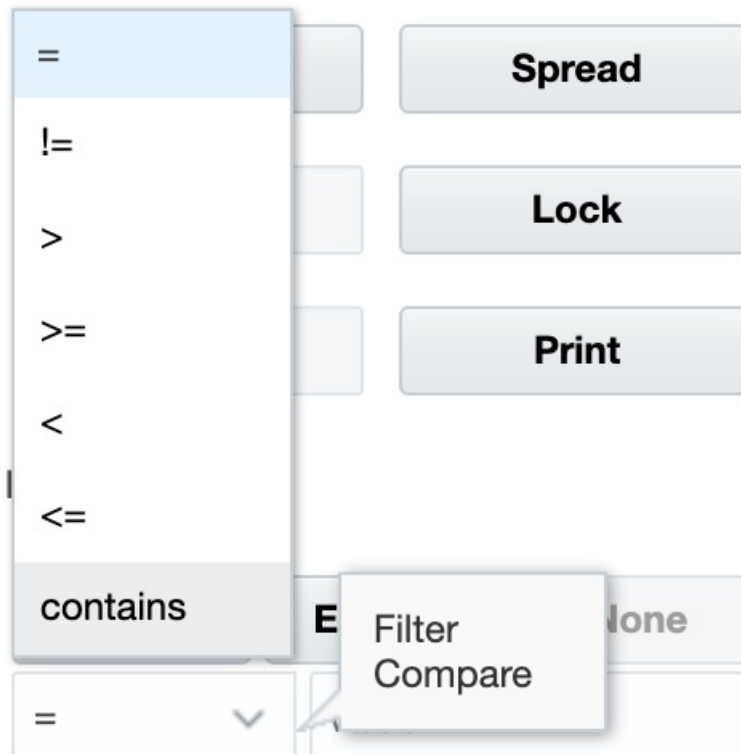 =
Spread
!=
>
Lock
>=
Print
<
<=
contains
Filter
Compare
=